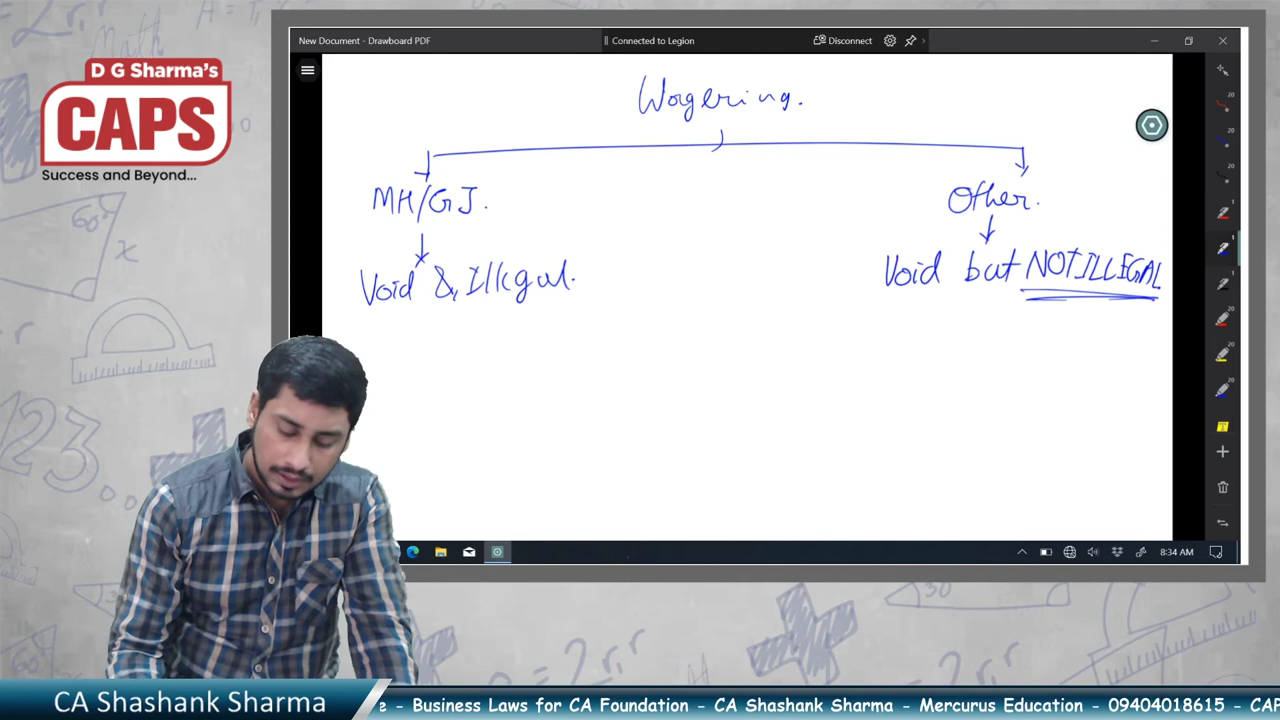 D G Sharma's
CAPS
Success and Beyond...
New Document - Drawboard PDF
Connected to Legion
Disconnect
Wagering.
MH/GJ.
Other.
Void & Illegal.
Void but NOT ILLEGAL
8:34 AM
CA Shashank Sharma
e - Business Laws for CA Foundation - CA Shashank Sharma - Mercurus Education - 09404018615 - CAP